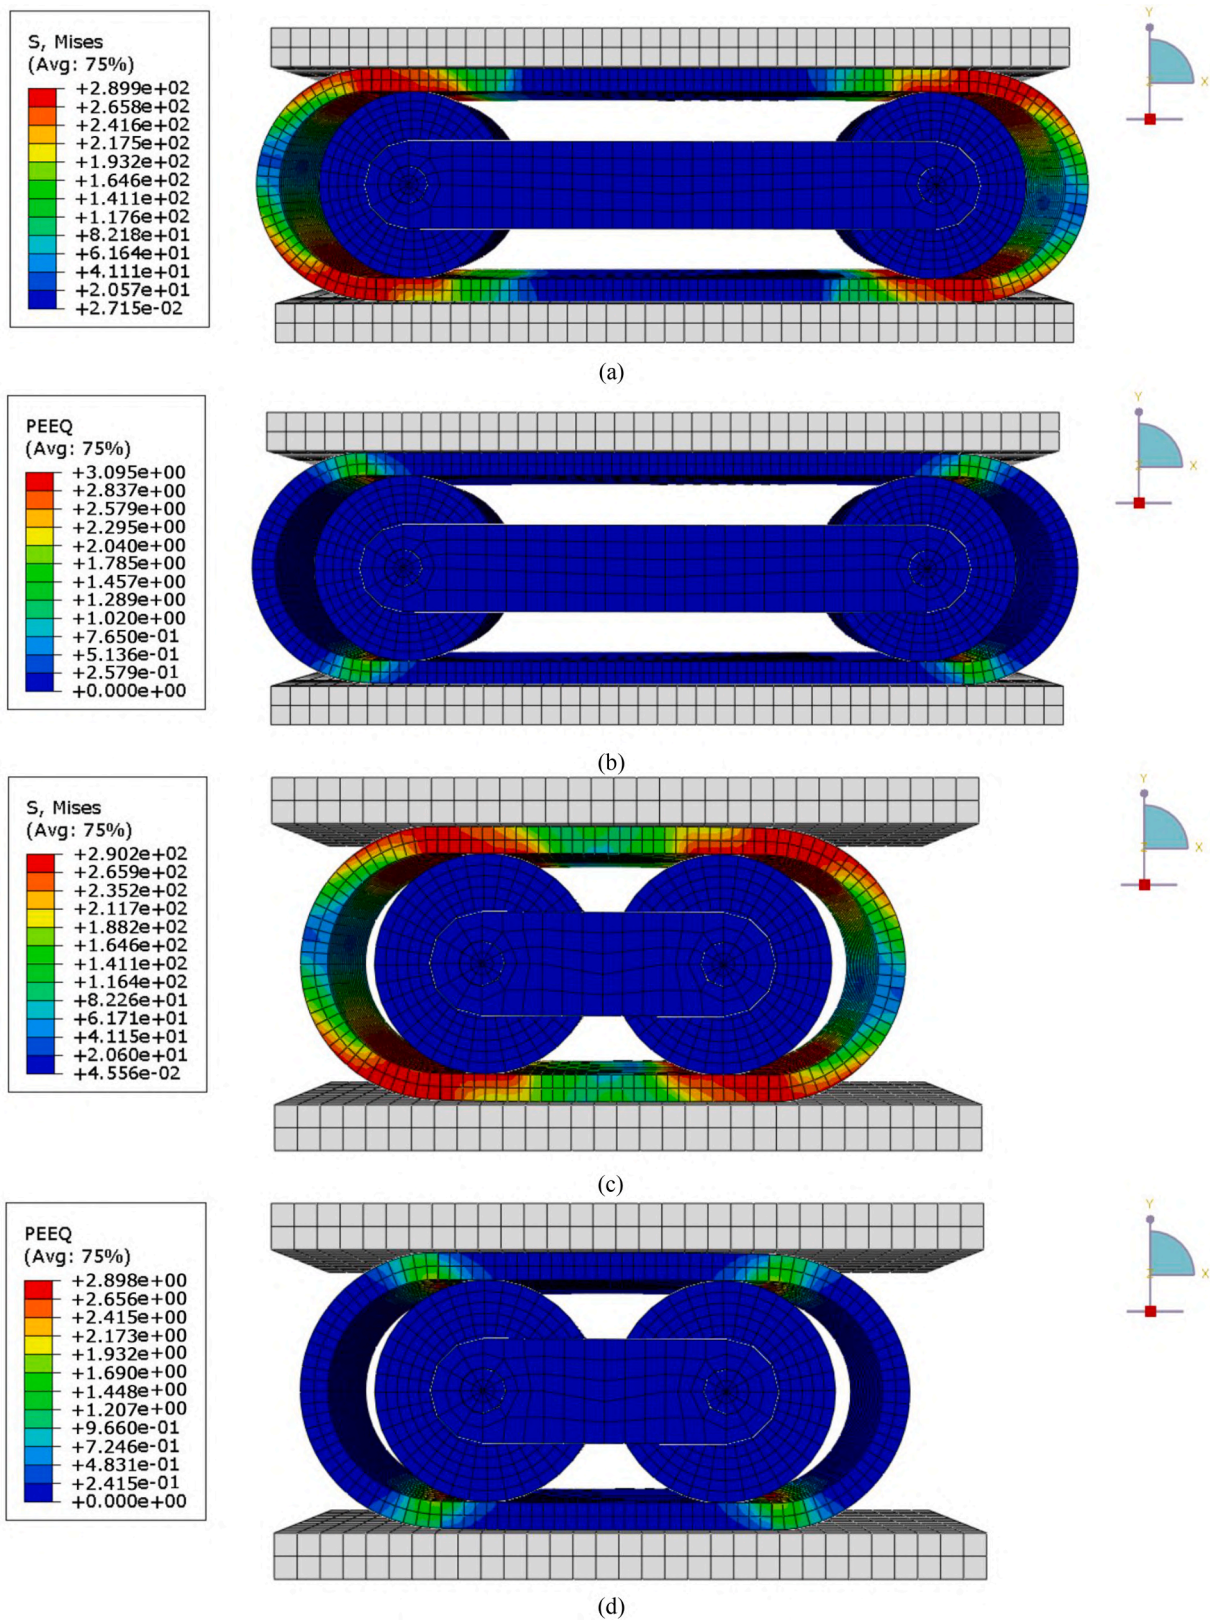 S, Mises
(Avg: 75%)
+2.899e+02
+2.658e+02
+2.416e+02
+2.175e+02
+1.932e+02
+1.646e+02
+1.411e+02
+1.176e+02
+8.218e+01
+6.164e+01
+4.111e+01
+2.057e+01
+2.715e-02
Y
Z
X
(a)
PEEQ
(Avg: 75%)
+3.095e+00
+2.837e+00
+2.579e+00
+2.295e+00
+2.040e+00
+1.785e+00
+1.457e+00
+1.289e+00
+1.020e+00
+7.650e-01
+5.136e-01
+2.579e-01
+0.000e+00
Y
Z
X
(b)
S, Mises
(Avg: 75%)
+2.902e+02
+2.659e+02
+2.352e+02
+2.117e+02
+1.882e+02
+1.646e+02
+1.411e+02
+1.164e+02
+8.226e+01
+6.171e+01
+4.115e+01
+2.060e+01
+4.556e-02
Y
Z
X
(c)
PEEQ
(Avg: 75%)
+2.898e+00
+2.656e+00
+2.415e+00
+2.173e+00
+1.932e+00
+1.690e+00
+1.448e+00
+1.207e+00
+9.660e-01
+7.246e-01
+4.831e-01
+2.415e-01
+0.000e+00
Y
Z
X
(d)